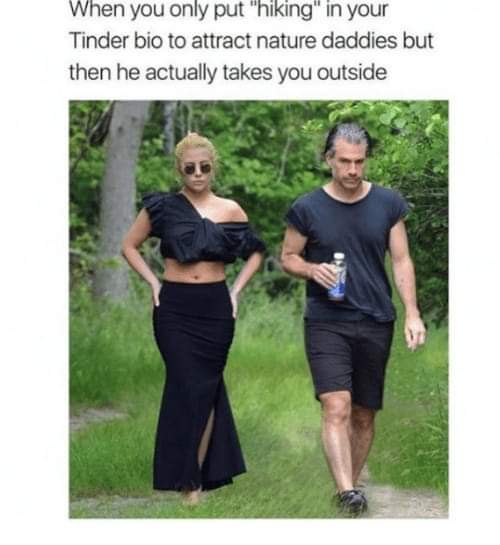 When you only put "hiking" in your
Tinder bio to attract nature daddies but
then he actually takes you outside